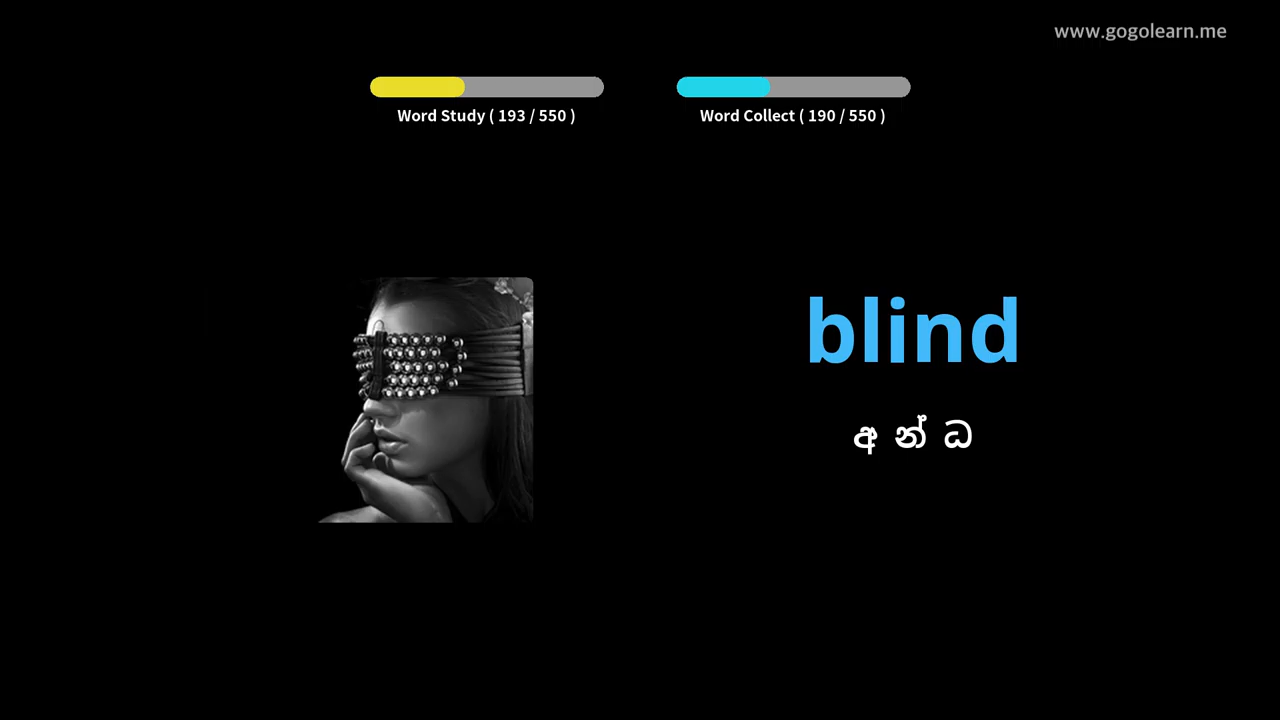 www.gogolearn.me
Word Study ( 193 / 550 )
Word Collect ( 190 / 550 )
blind
අ න් ධ